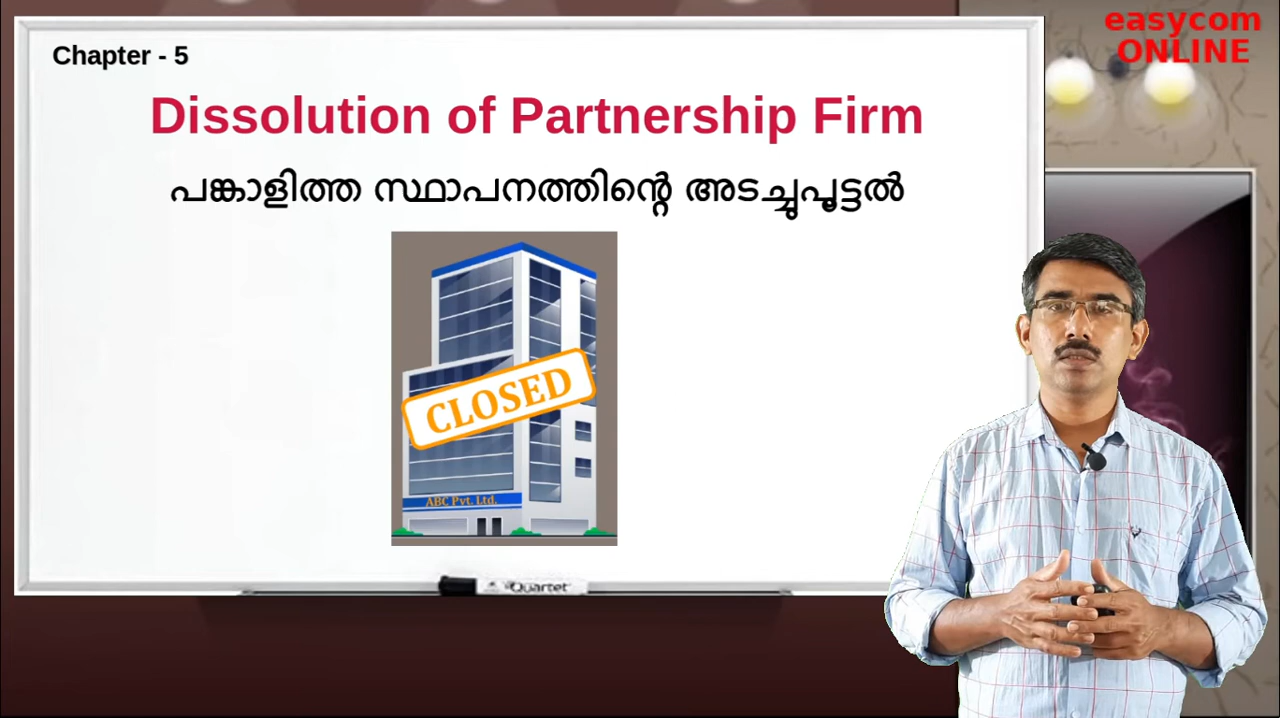 Chapter - 5
easycom
ONLINE
Dissolution of Partnership Firm
പങ്കാളിത്ത സ്ഥാപനത്തിന്റെ അടച്ചുപൂട്ടൽ
CLOSED
ABC Pvt. Ltd.
Quartet